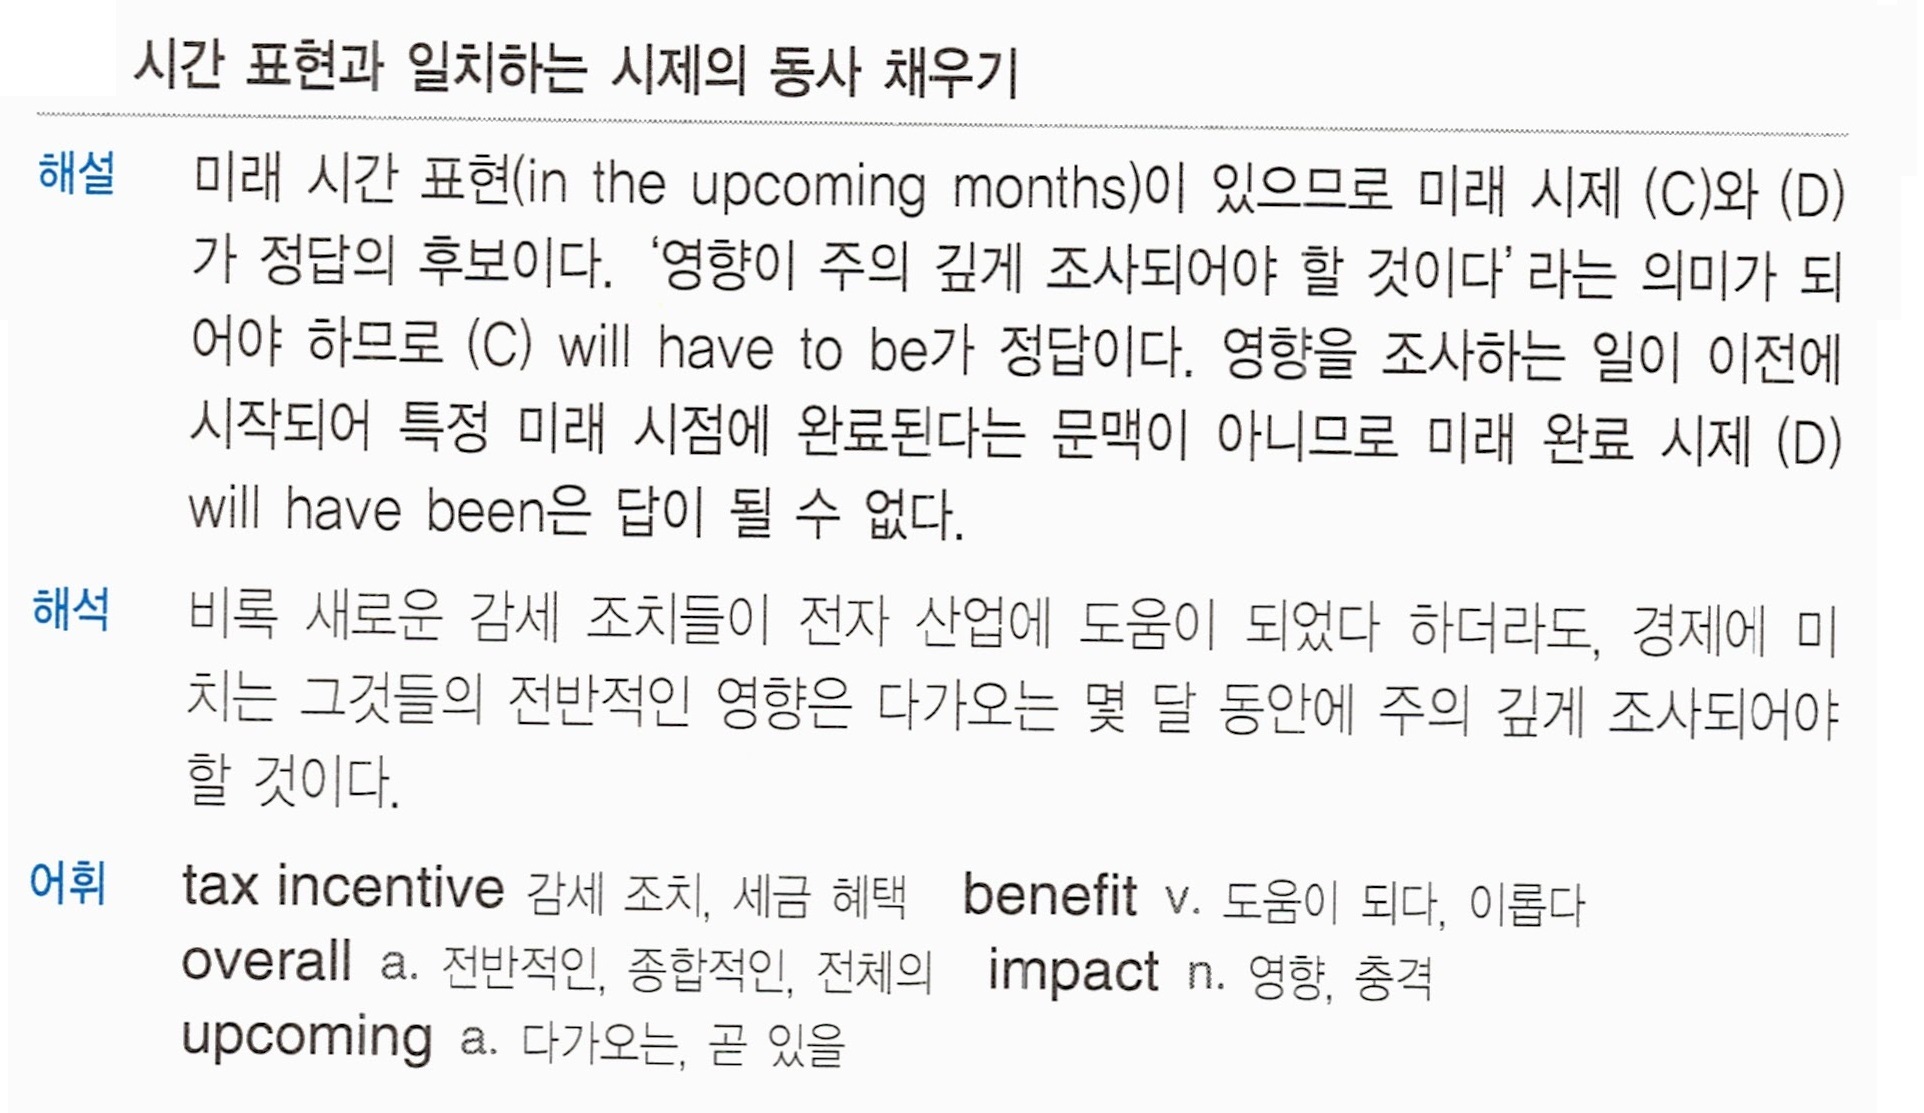 시간 표현과 일치하는 시제의 동사 채우기
해설 미래 시간 표현(in the upcoming months)이 있으므로 미래 시제 (C)와 (D)
가 정답의 후보이다. ‘영향이 주의 깊게 조사되어야 할 것이다’라는 의미가 되
어야 하므로 (C) will have to be가 정답이다. 영향을 조사하는 일이 이전에
시작되어 특정 미래 시점에 완료된다는 문맥이 아니므로 미래 완료 시제 (D)
will have been은 답이 될 수 없다.
해석 비록 새로운 감세 조치들이 전자 산업에 도움이 되었다 하더라도, 경제에 미
치는 그것들의 전반적인 영향은 다가오는 몇 달 동안에 주의 깊게 조사되어야
할 것이다.
어휘 tax incentive 감세 조치, 세금 혜택 benefit v. 도움이 되다, 이롭다
overall a. 전반적인, 종합적인, 전체의 impact n. 영향, 충격
upcoming a. 다가오는, 곧 있을